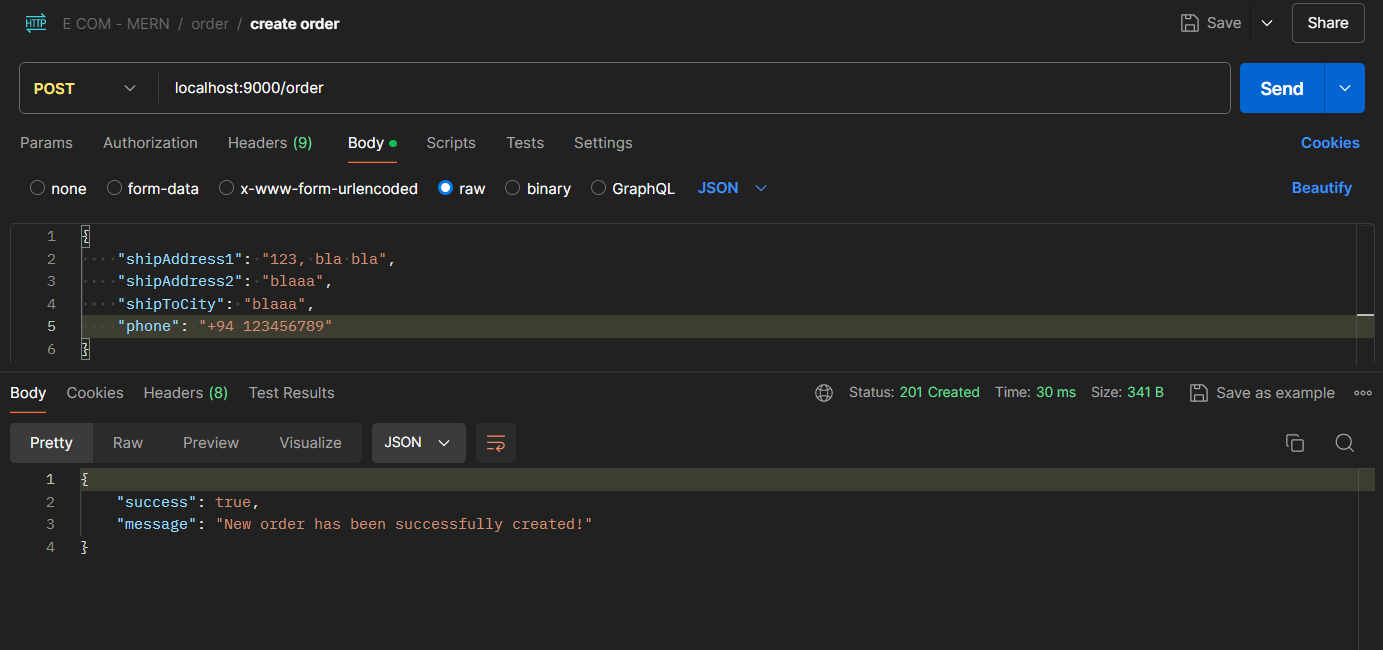 HTTP E COM - MERN / order / create order Save Share
POST localhost:9000/order Send
Params Authorization Headers (9) Body Scripts Tests Settings Cookies
none form-data x-www-form-urlencoded raw binary GraphQL JSON Beautify
1 {
2 "shipAddress1": "123, bla bla",
3 "shipAddress2": "blaaa",
4 "shipToCity": "blaaa",
5 "phone": "+94 123456789"
6 }
Body Cookies Headers (8) Test Results Status: 201 Created Time: 30 ms Size: 341 B Save as example
Pretty Raw Preview Visualize JSON
1 {
2 "success": true,
3 "message": "New order has been successfully created!"
4 }